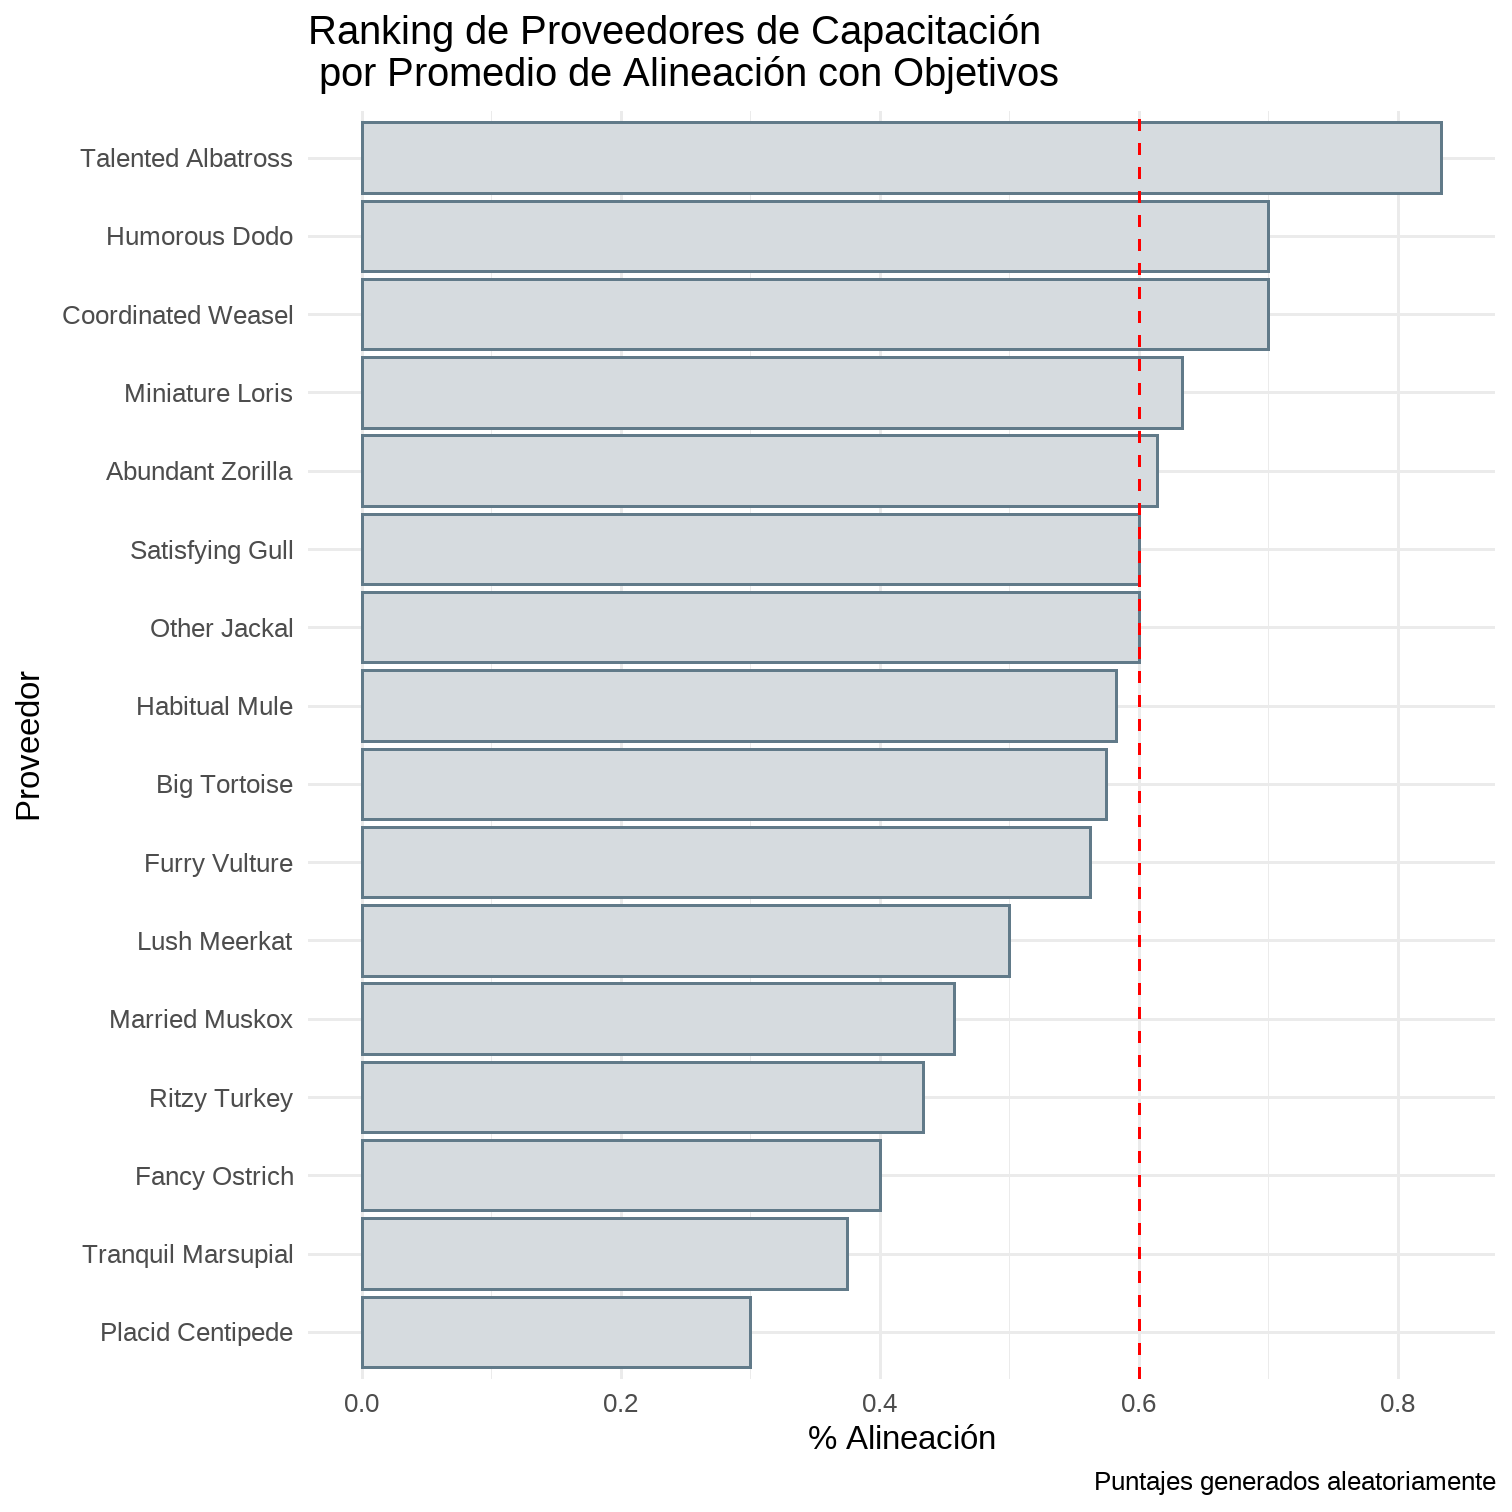 Ranking de Proveedores de Capacitación
por Promedio de Alineación con Objetivos
Talented Albatross
Humorous Dodo
Coordinated Weasel
Miniature Loris
Abundant Zorilla
Satisfying Gull
Other Jackal
Habitual Mule
Big Tortoise
Furry Vulture
Lush Meerkat
Married Muskox
Ritzy Turkey
Fancy Ostrich
Tranquil Marsupial
Placid Centipede
Proveedor
0.0 0.2 0.4 0.6 0.8
% Alineación
Puntajes generados aleatoriamente